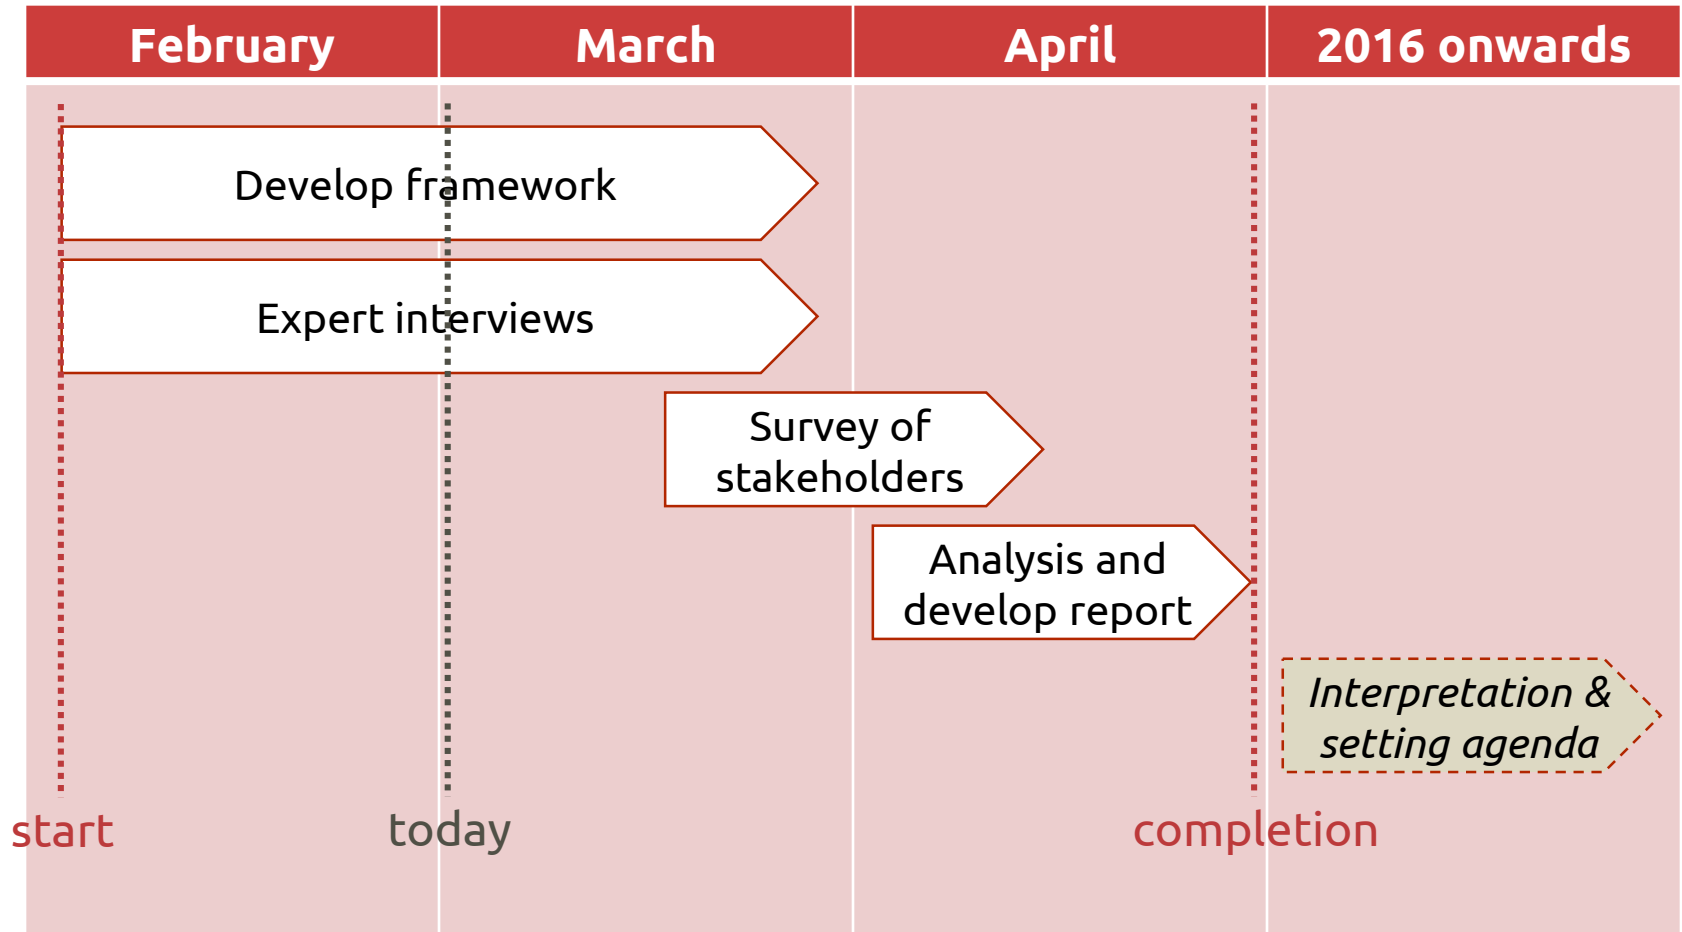 February
March
April
2016 onwards
Develop framework
Expert interviews
Survey of
stakeholders
Analysis and
develop report
Interpretation &
setting agenda
start
today
completion